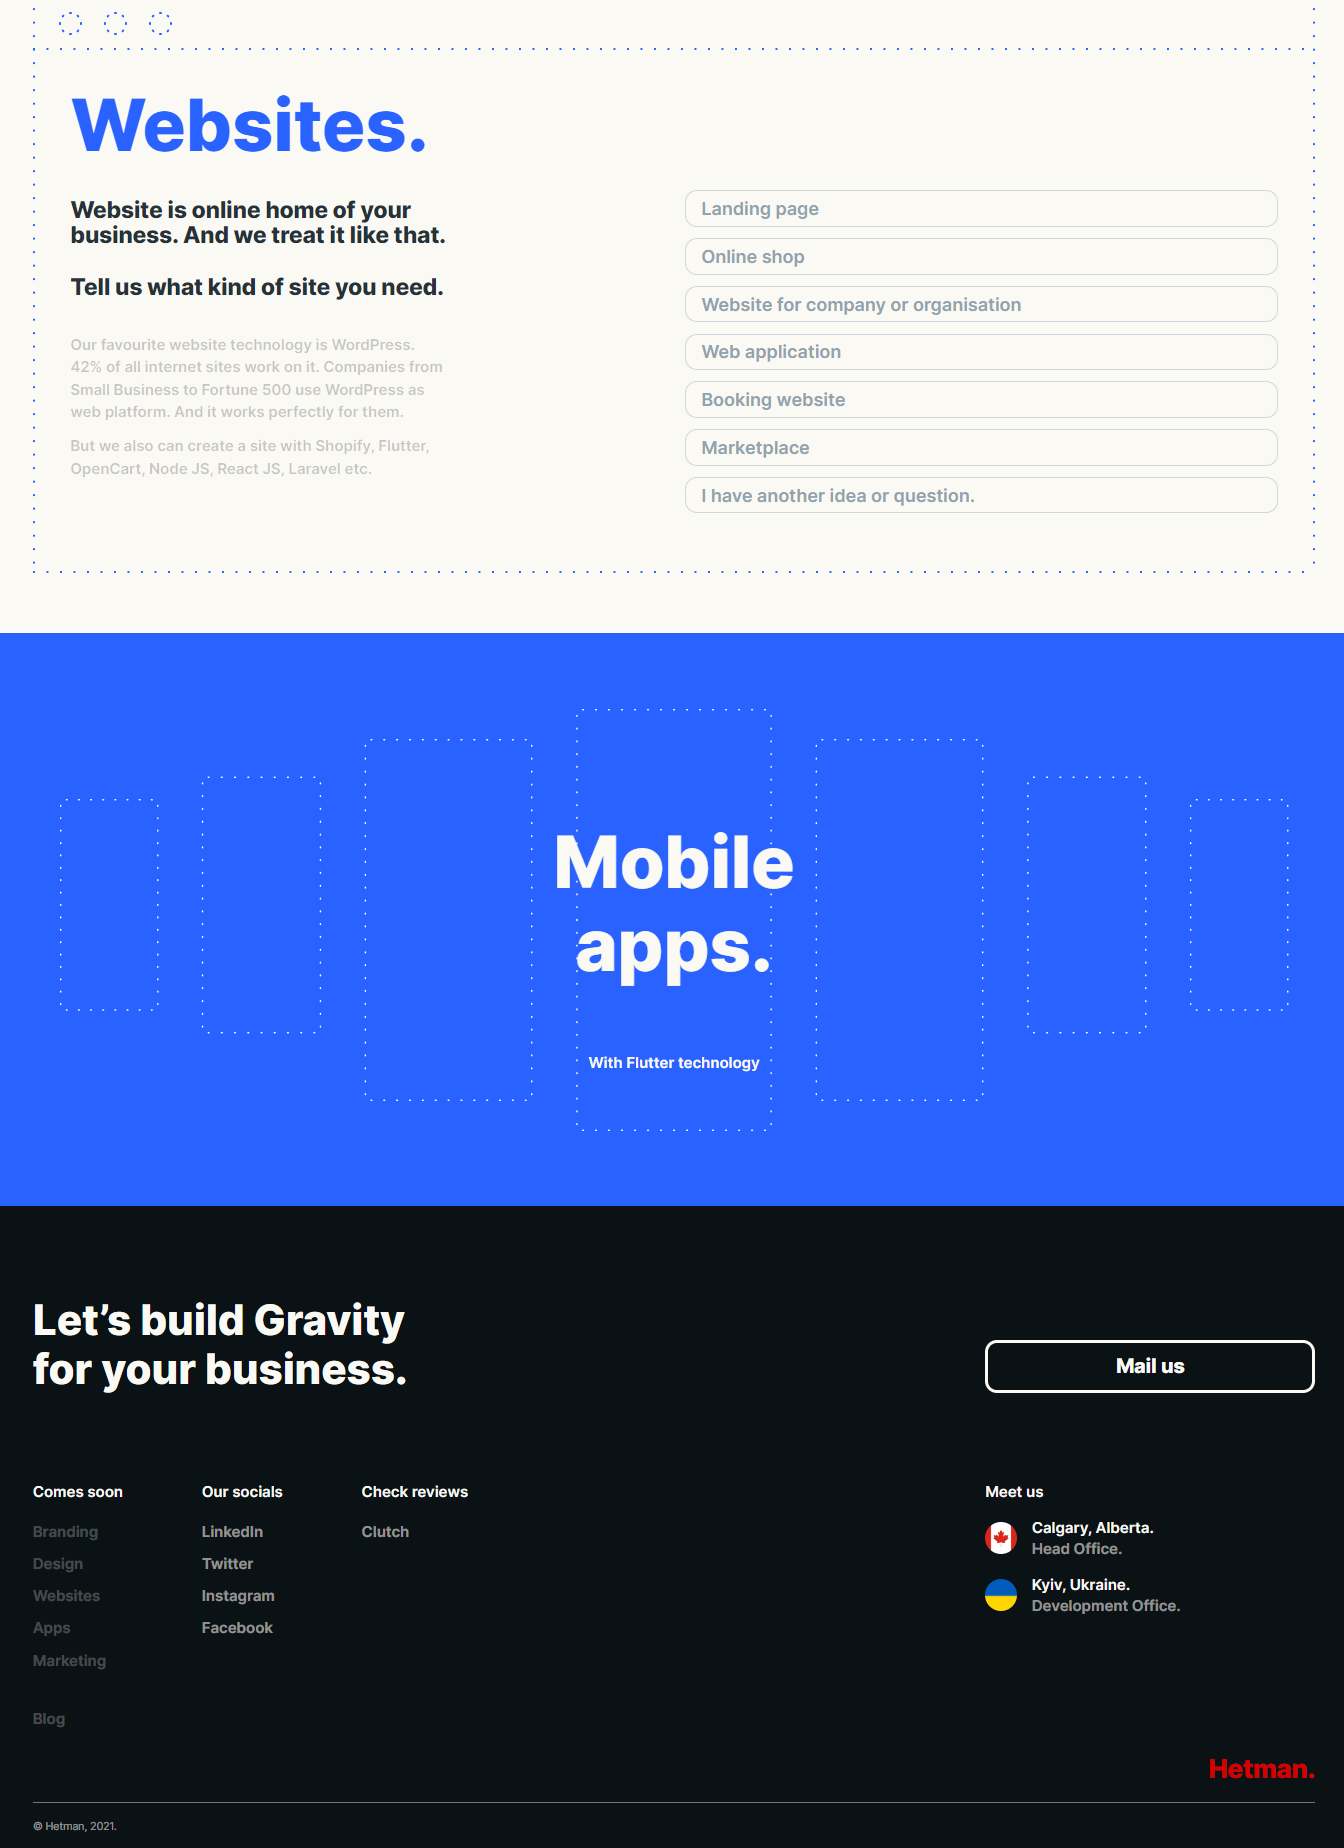 Websites.
Website is online home of your
business. And we treat it like that.
Tell us what kind of site you need.
Our favourite website technology is WordPress.
42% of all internet sites work on it. Companies from
Small Business to Fortune 500 use WordPress as
web platform. And it works perfectly for them.
But we also can create a site with Shopify, Flutter,
OpenCart, Node JS, React JS, Laravel etc.
Landing page
Online shop
Website for company or organisation
Web application
Booking website
Marketplace
I have another idea or question.
Mobile
apps.
With Flutter technology
Let’s build Gravity
for your business.
Mail us
Comes soon
Branding
Design
Websites
Apps
Marketing
Blog
Our socials
LinkedIn
Twitter
Instagram
Facebook
Check reviews
Clutch
Meet us
Calgary, Alberta.
Head Office.
Kyiv, Ukraine.
Development Office.
Hetman.
© Hetman, 2021.